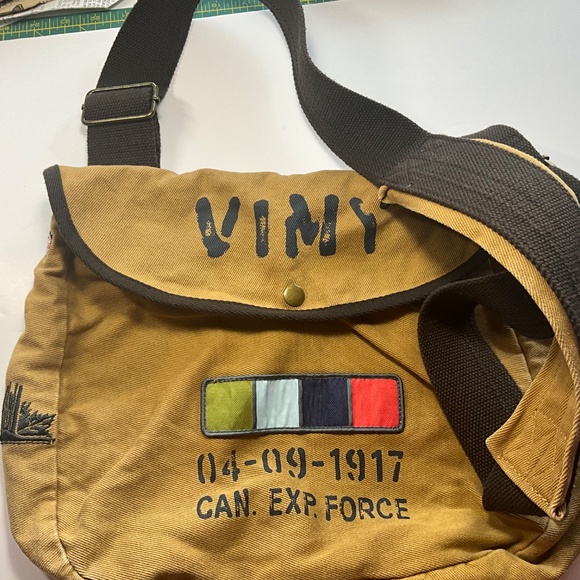 VIMY
04-09-1917
CAN. EXP. FORCE